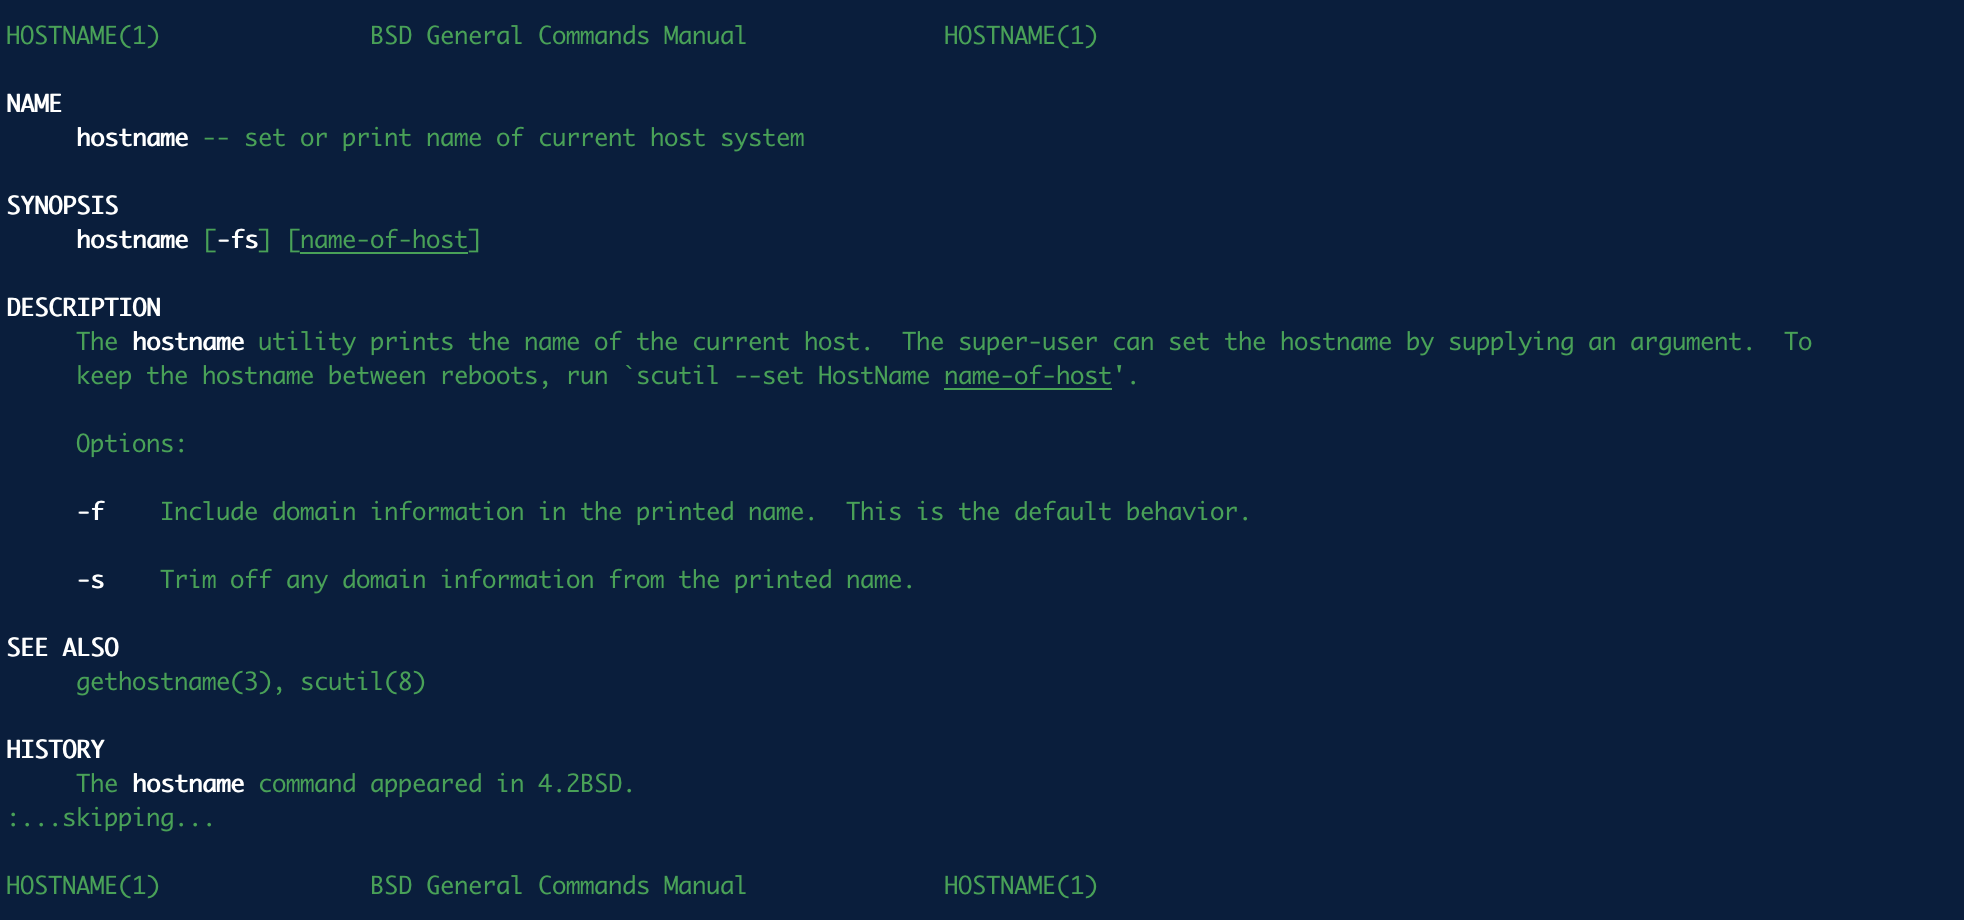 HOSTNAME(1)               BSD General Commands Manual              HOSTNAME(1)
NAME
     hostname -- set or print name of current host system
SYNOPSIS
     hostname [-fs] [name-of-host]
DESCRIPTION
     The hostname utility prints the name of the current host.  The super-user can set the hostname by supplying an argument.  To
     keep the hostname between reboots, run `scutil --set HostName name-of-host'.
     Options:
     -f    Include domain information in the printed name.  This is the default behavior.
     -s    Trim off any domain information from the printed name.
SEE ALSO
     gethostname(3), scutil(8)
HISTORY
     The hostname command appeared in 4.2BSD.
:...skipping...
HOSTNAME(1)               BSD General Commands Manual              HOSTNAME(1)